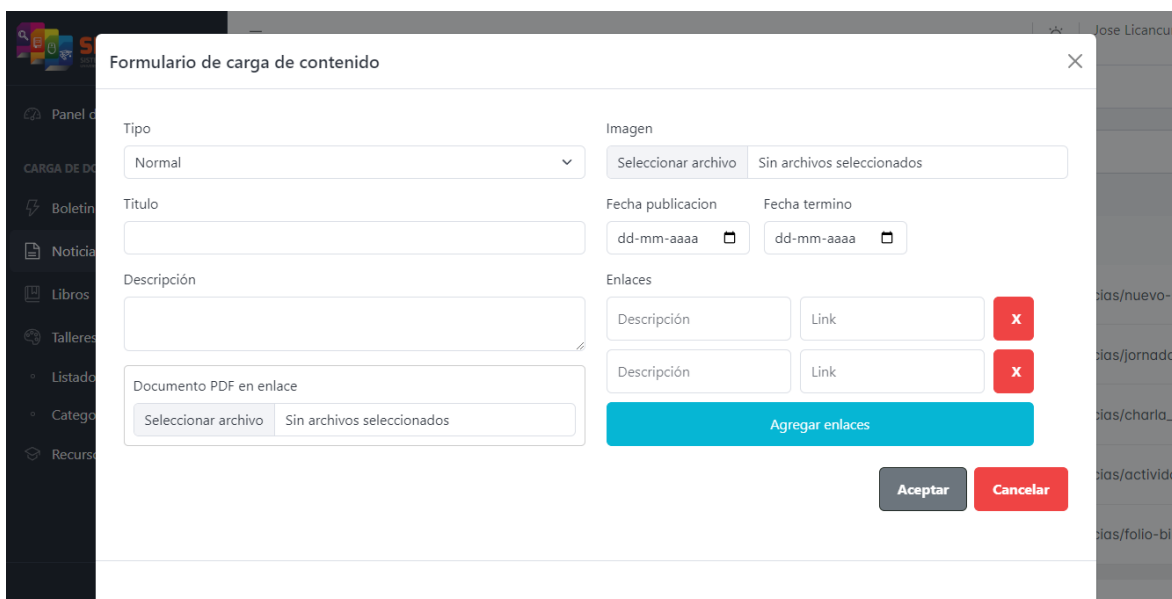 Jose Licancu
Formulario de carga de contenido
Panel d
CARGA DE DO
Boletin
Noticia
Libros
Talleres
Listado
Catego
Recurso
Tipo
Normal
Titulo
Descripción
Documento PDF en enlace
Seleccionar archivo Sin archivos seleccionados
Imagen
Seleccionar archivo Sin archivos seleccionados
Fecha publicacion Fecha termino
dd-mm-aaaa dd-mm-aaaa
Enlaces
Descripción Link X
Descripción Link X
Agregar enlaces
Aceptar Cancelar
cias/nuevo-
cias/jornada
cias/charla_
cias/activida
cias/folio-bi